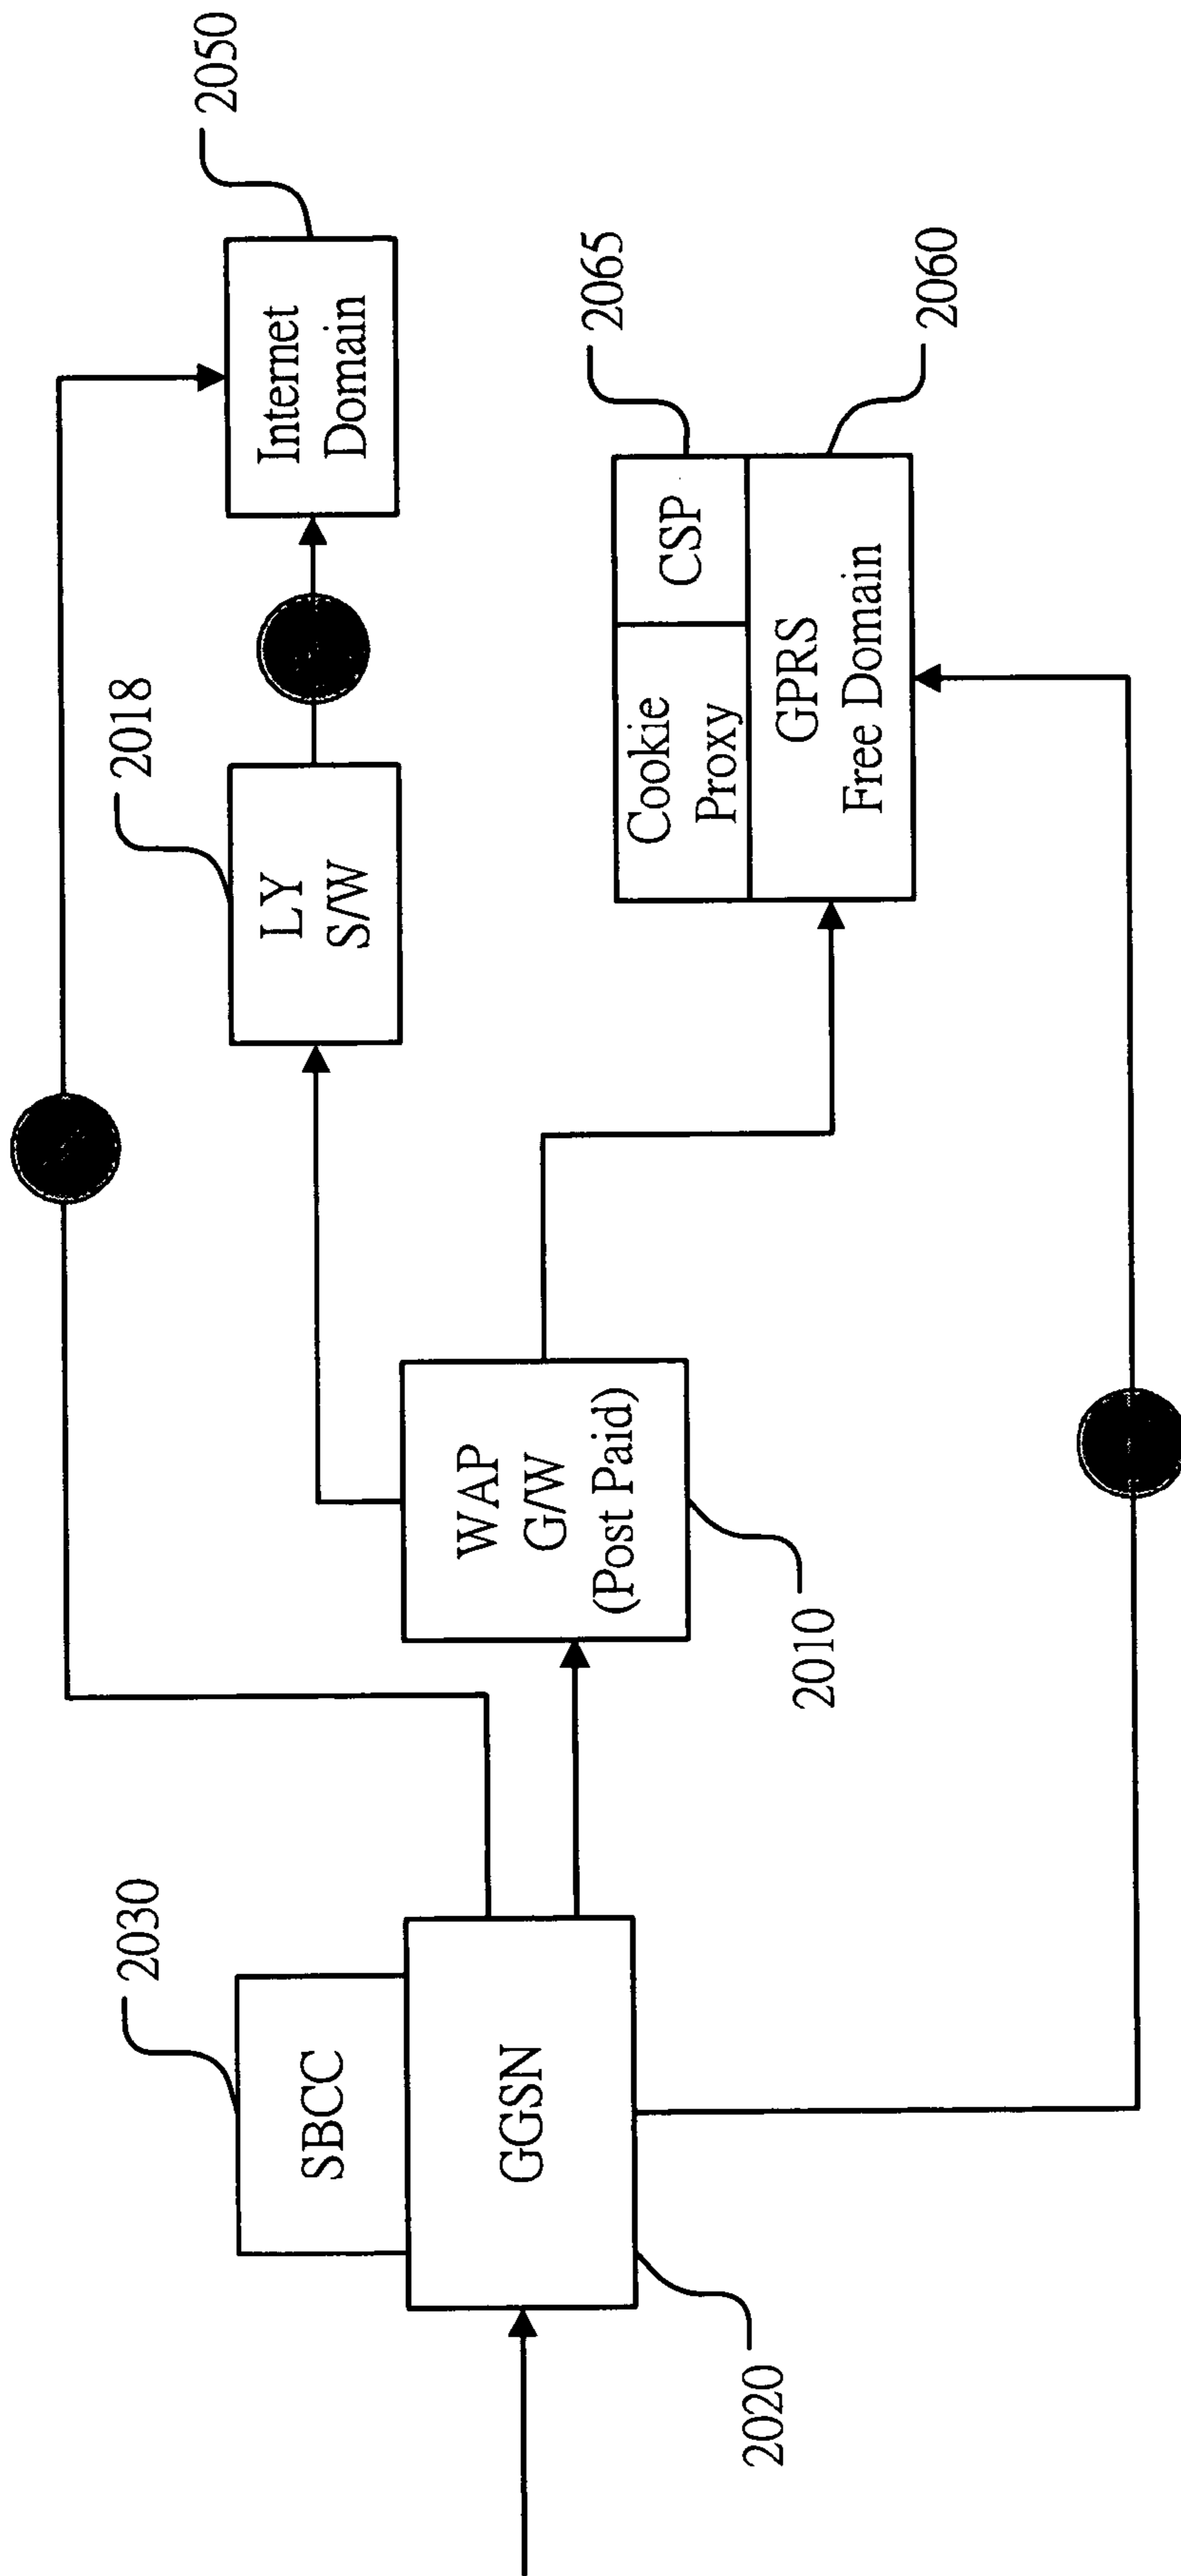 2030
SBCC
GGSN
2020
WAP
G/W
(Post Paid)
2010
2018
LY
S/W
Internet
Domain
2050
Cookie
Proxy
CSP
2065
GPRS
Free Domain
2060